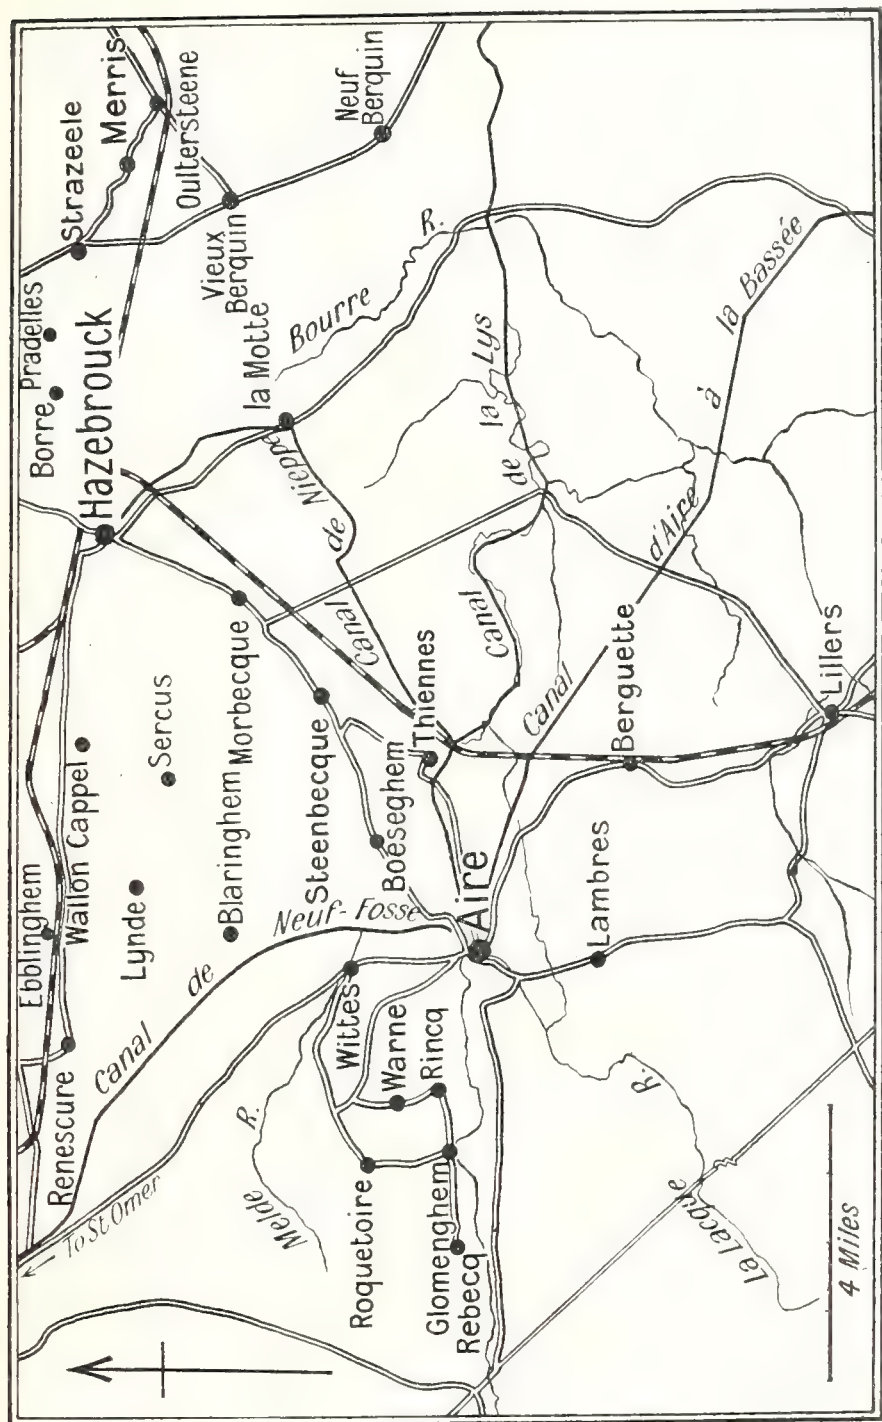 To St Omer
Renescure
Ebblinghem
Wallon Cappel
Hazebrouck
Borre
Pradelles
Strazeele
Merris
Oultersteene
Neuf
Berquin
Vieux
Berquin
la Motte
Lynde
Sercus
Blaringhem
Morbecque
Steenbecque
Boeseghem
Thiennes
Canal de Neuf-Fosse
Canal de Nieppe
Bourre R.
Melde R.
Wittes
Warne
Rincq
Roquetoire
Glomenghem
Rebecq
Aire
Canal de la Lys
Canal d'Aire à la Bassée
Lambres
Berguette
Lillers
La Lacque R.
4 Miles